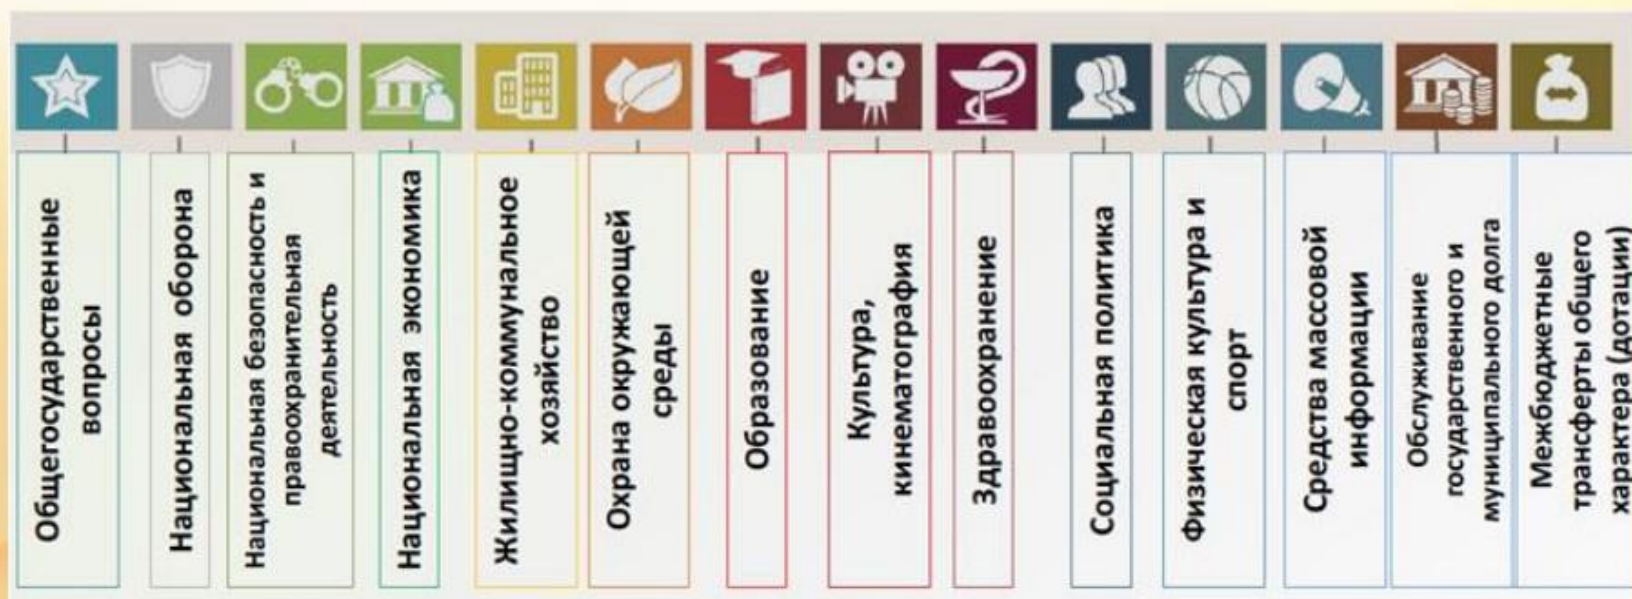 Общегосударственные
вопросы
Национальная оборона
Национальная безопасность и
правоохранительная
деятельность
Национальная экономика
Жилищно-коммунальное
хозяйство
Охрана окружающей
среды
Образование
Культура,
кинематография
Здравоохранение
Социальная политика
Физическая культура и
спорт
Средства массовой
информации
Обслуживание
государственного и
муниципального долга
Межбюджетные
трансферты общего
характера (дотации)